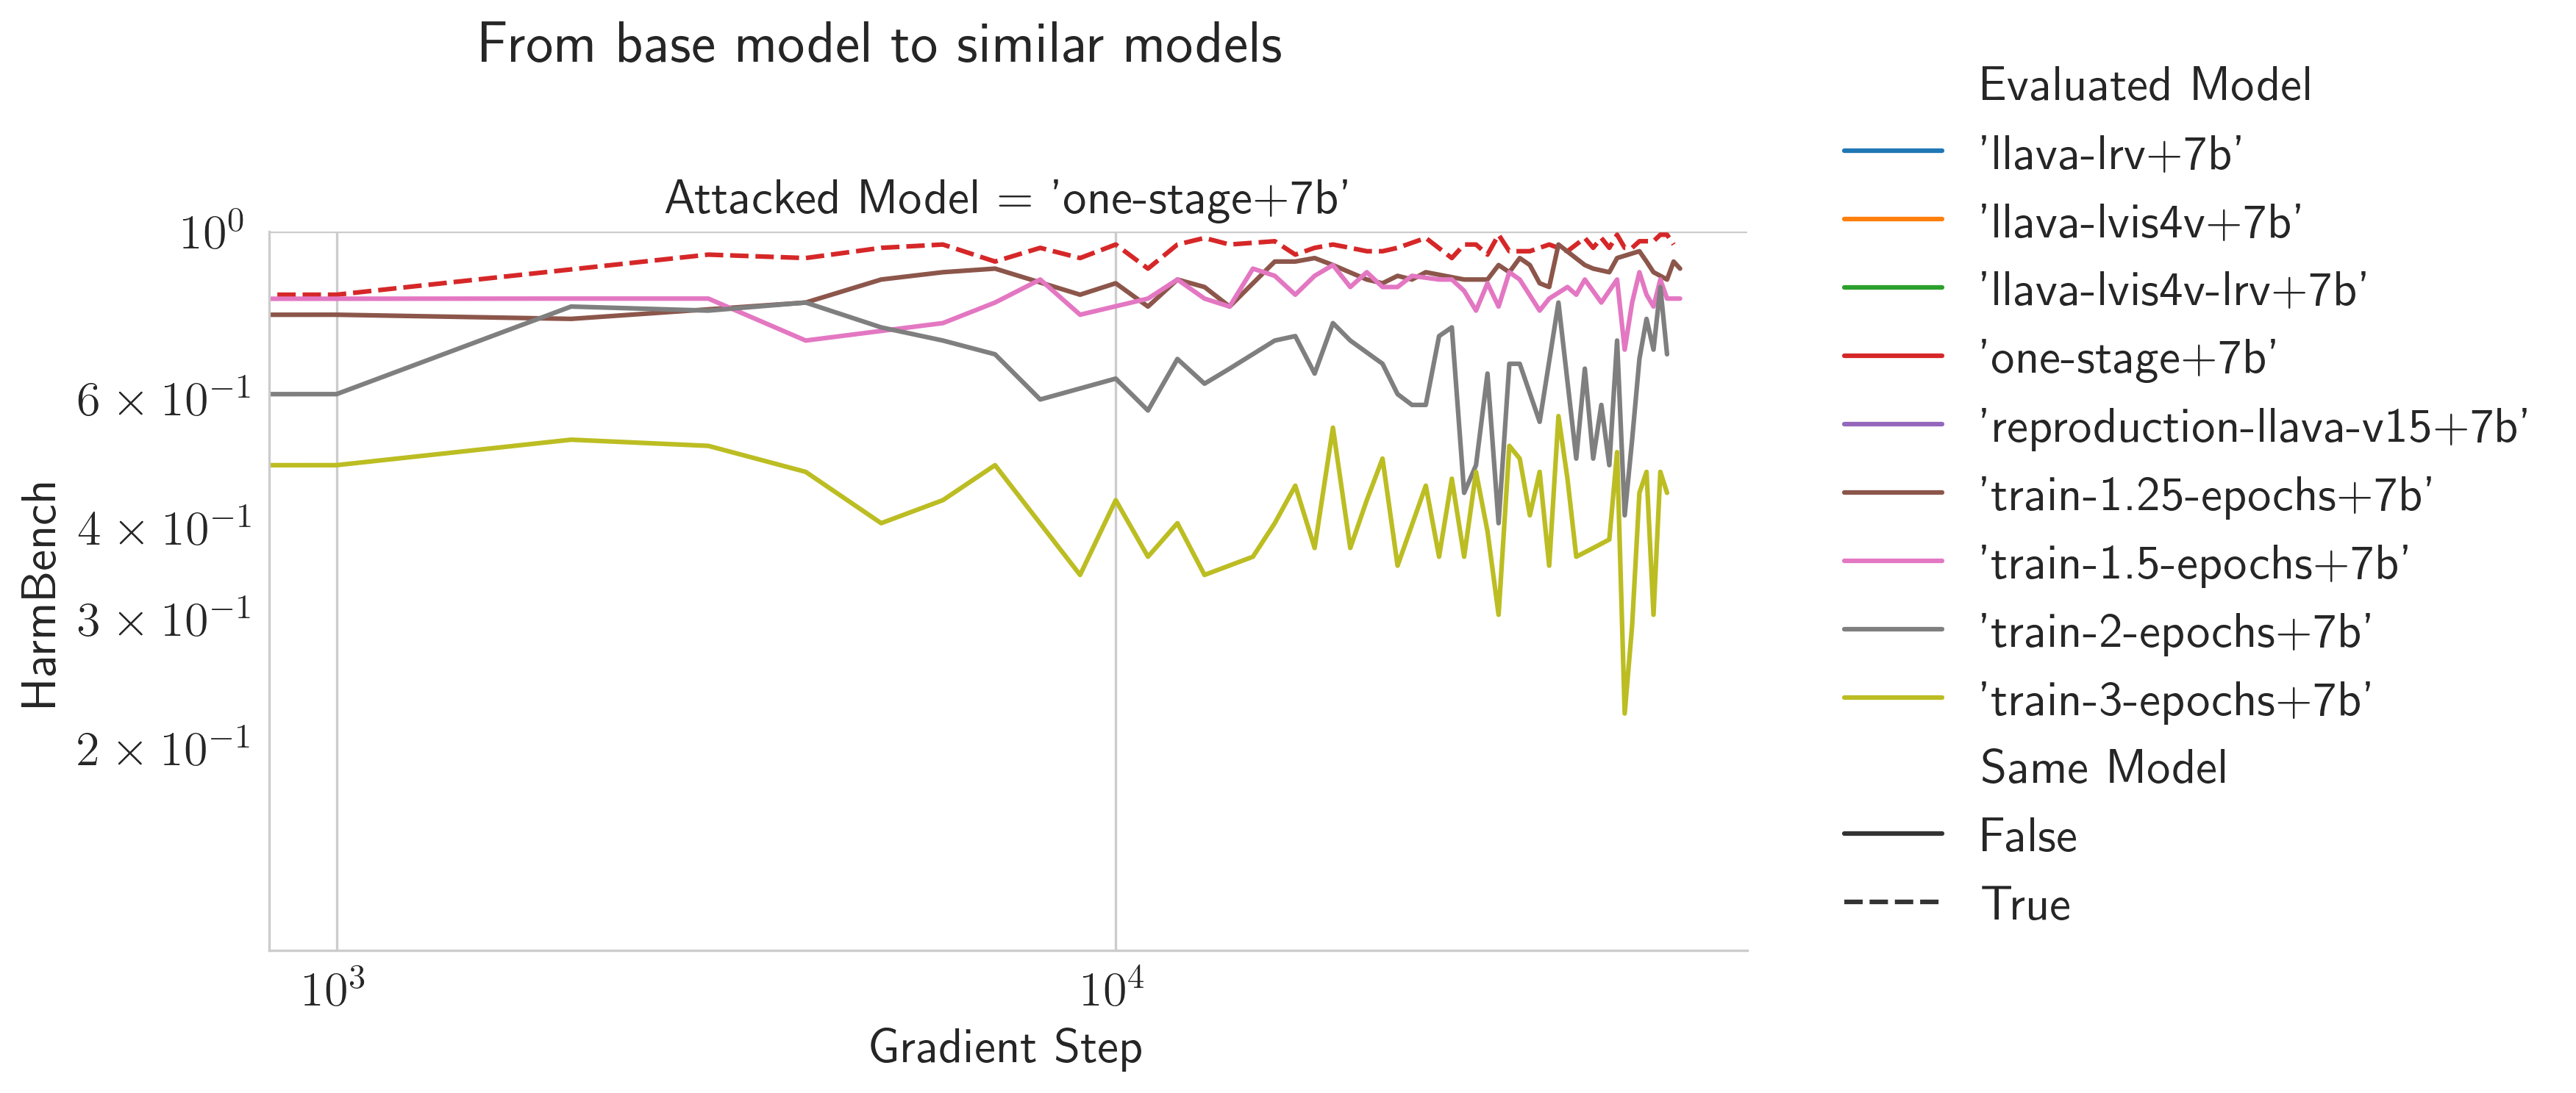 From base model to similar models
Attacked Model = 'one-stage+7b'
10^0
6 × 10^−1
4 × 10^−1
3 × 10^−1
2 × 10^−1
HarmBench
10^3
10^4
Gradient Step
Evaluated Model
'llava-lrv+7b'
'llava-lvis4v+7b'
'llava-lvis4v-lrv+7b'
'one-stage+7b'
'reproduction-llava-v15+7b'
'train-1.25-epochs+7b'
'train-1.5-epochs+7b'
'train-2-epochs+7b'
'train-3-epochs+7b'
Same Model
False
True